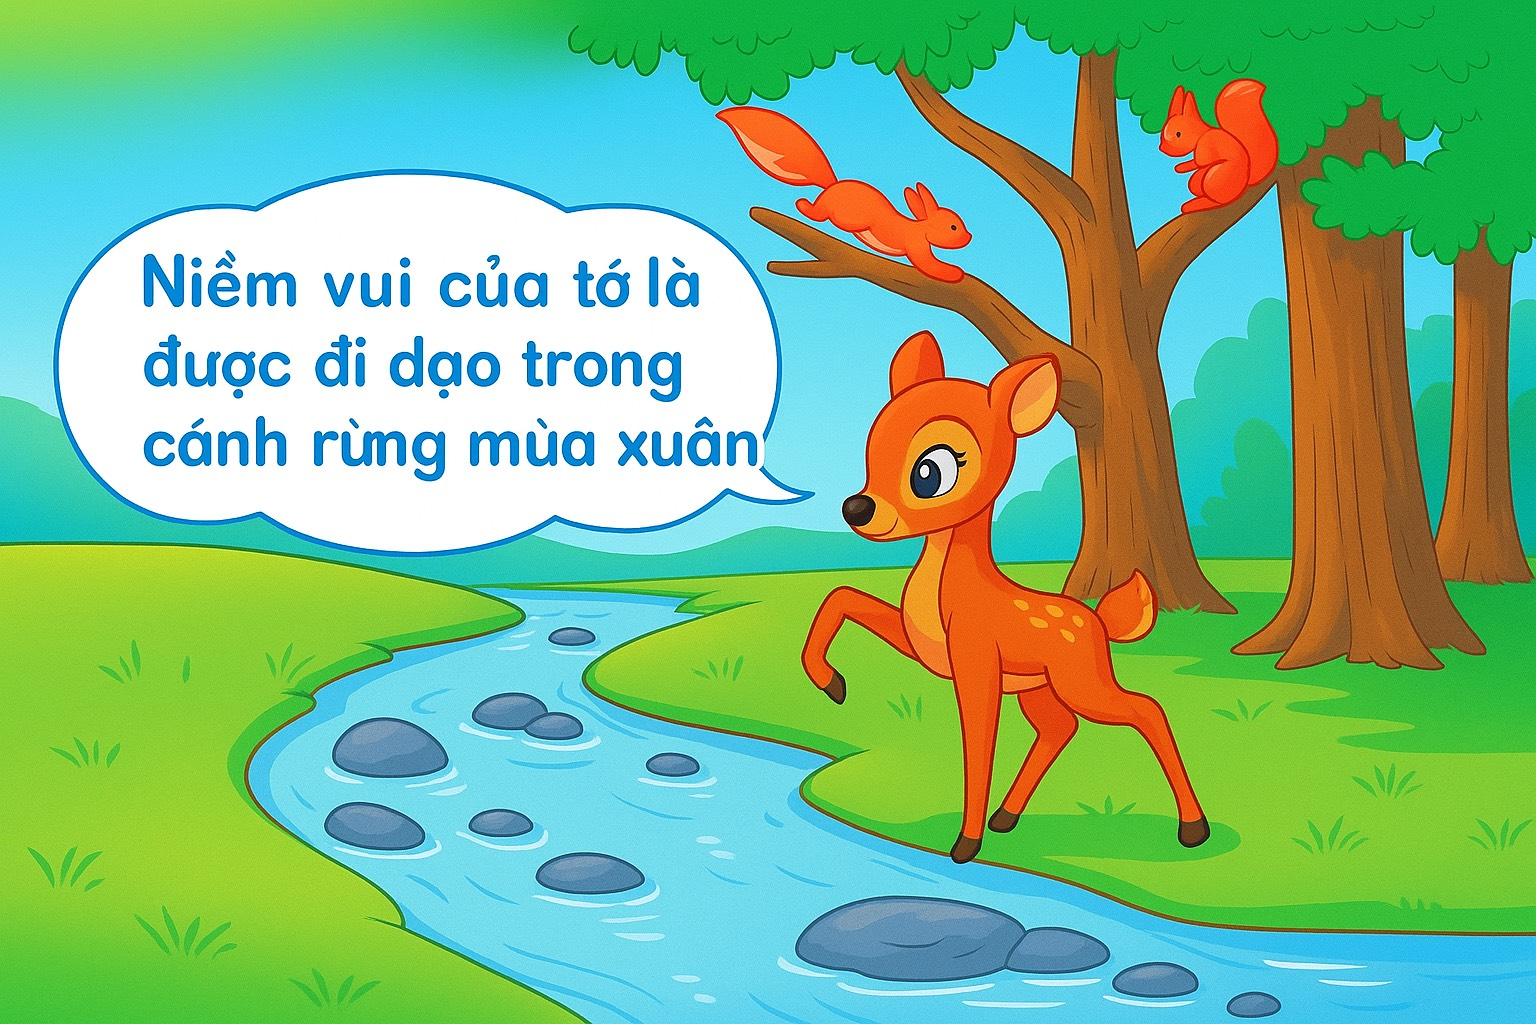 Niềm vui của tớ là
được đi dạo trong
cánh rừng mùa xuân